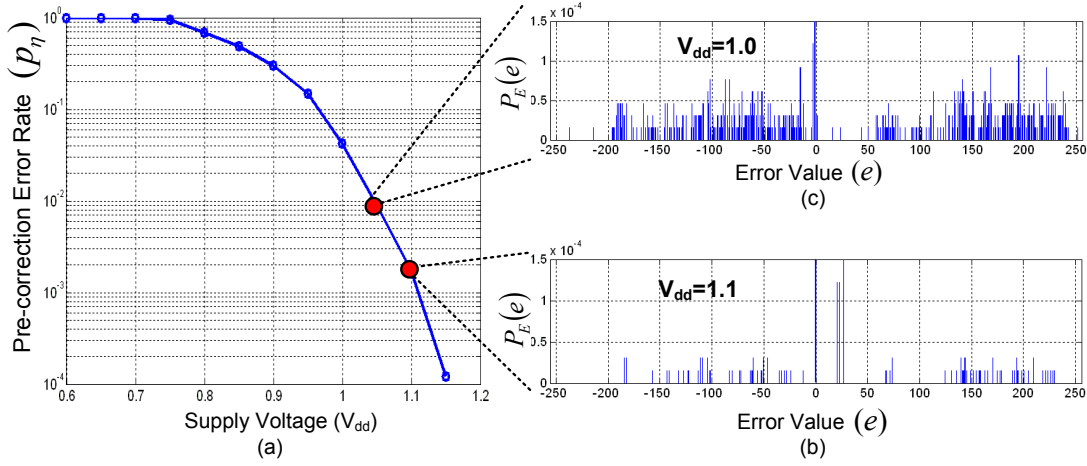 Pre-correction Error Rate (p_η)
10^0
10^-1
10^-2
10^-3
10^-4
0.6 0.7 0.8 0.9 1 1.1 1.2
Supply Voltage (V_dd)
(a)
x 10^-4
V_dd=1.0
P_E(e)
1.5
1
0.5
0
-250 -200 -150 -100 -50 0 50 100 150 200 250
Error Value (e)
(c)
x 10^-4
V_dd=1.1
P_E(e)
1.5
1
0.5
0
-250 -200 -150 -100 -50 0 50 100 150 200 250
Error Value (e)
(b)